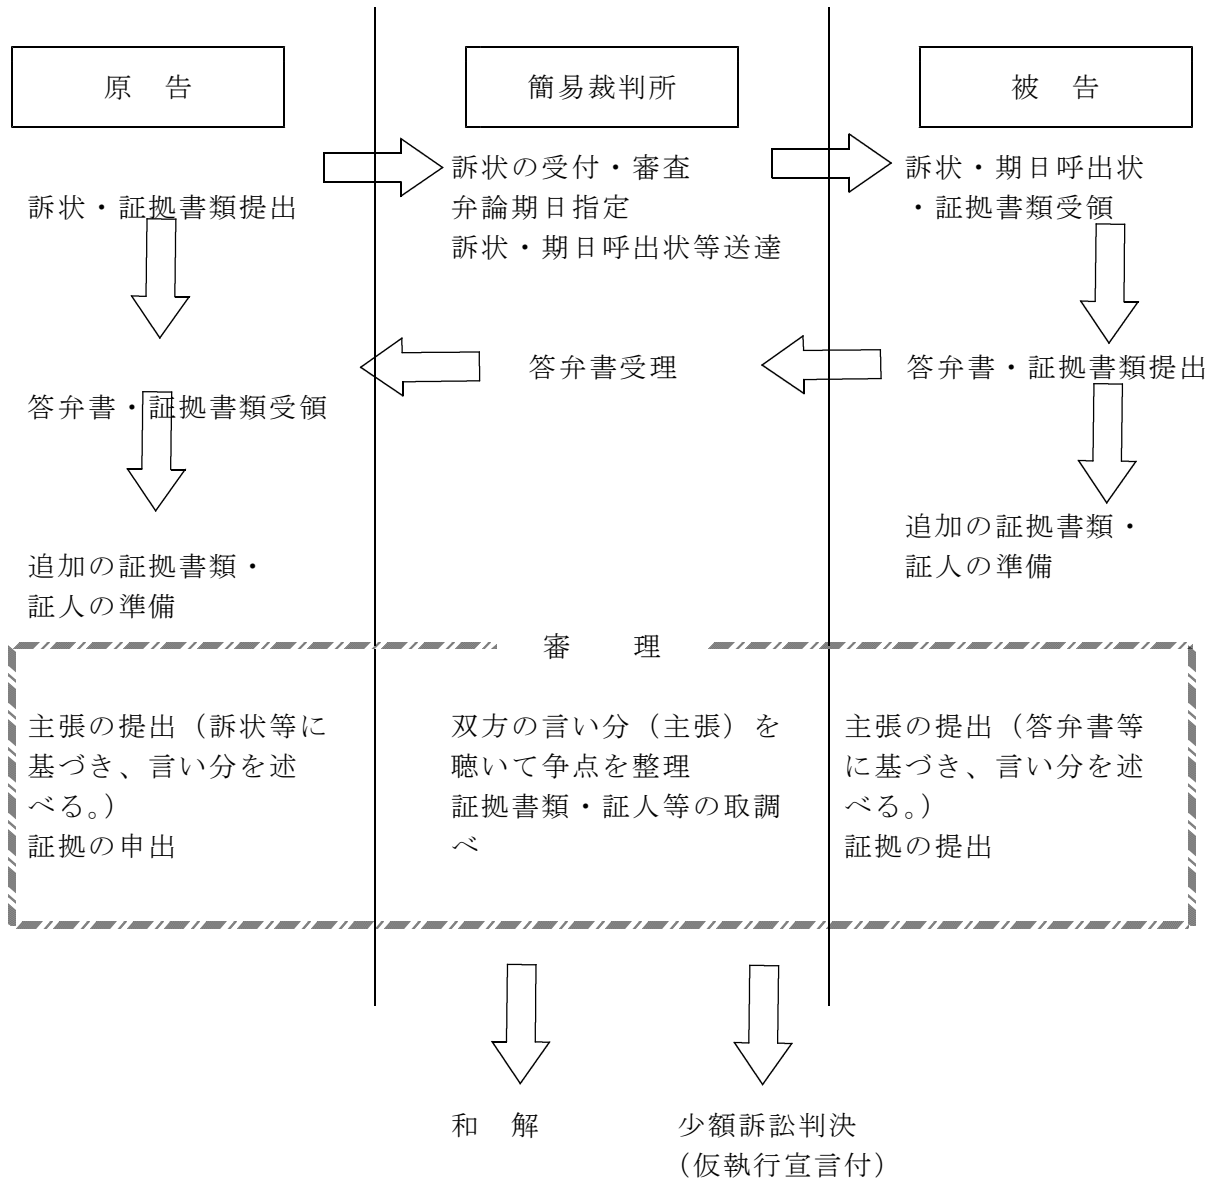 原　告
簡易裁判所
被　告
訴状・証拠書類提出
訴状の受付・審査
弁論期日指定
訴状・期日呼出状等送達
訴状・期日呼出状
・証拠書類受領
答弁書・証拠書類提出
答弁書受理
答弁書・証拠書類受領
追加の証拠書類・
証人の準備
追加の証拠書類・
証人の準備
審　　理
主張の提出（訴状等に
基づき、言い分を述
べる。）
証拠の申出
双方の言い分（主張）を
聴いて争点を整理
証拠書類・証人等の取調
べ
主張の提出（答弁書等
に基づき、言い分を述
べる。）
証拠の提出
和　解
少額訴訟判決
（仮執行宣言付）